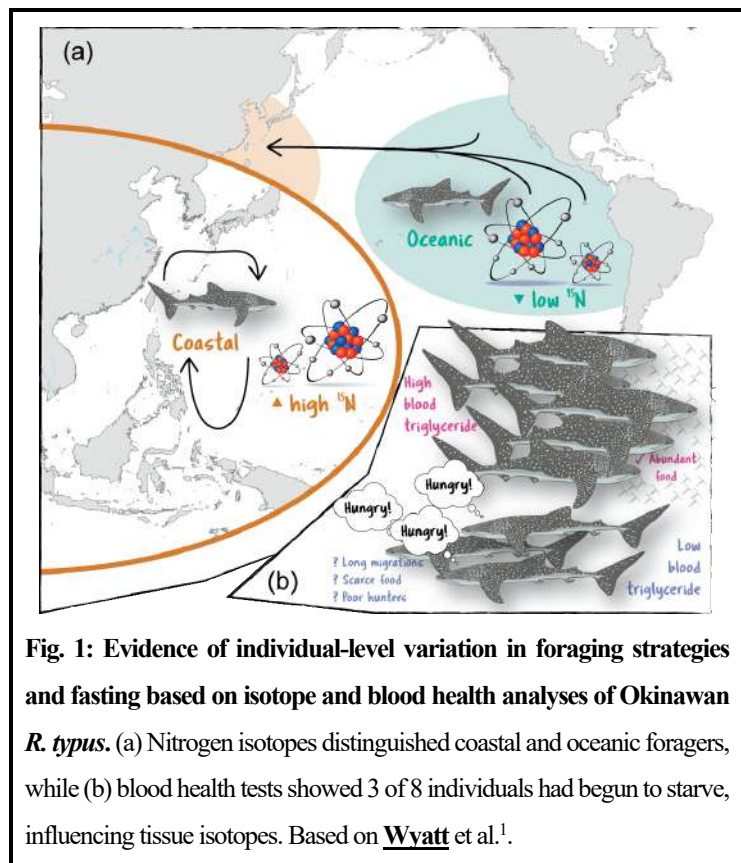 (a)
Oceanic
▼ low ¹⁵N
Coastal
▲ high ¹⁵N
High
blood
triglyceride
✓ Abundant
food
Hungry!
Hungry!
Hungry!
? Long migrations
? Scarce food
? Poor hunters
Low
blood
triglyceride
(b)
Fig. 1: Evidence of individual-level variation in foraging strategies
and fasting based on isotope and blood health analyses of Okinawan
R. typus. (a) Nitrogen isotopes distinguished coastal and oceanic foragers,
while (b) blood health tests showed 3 of 8 individuals had begun to starve,
influencing tissue isotopes. Based on Wyatt et al.¹.